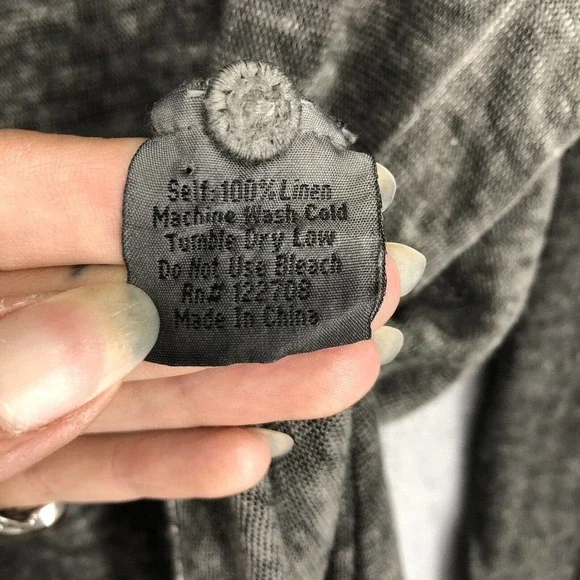 Self:100% Linen
Machine Wash Cold
Tumble Dry Low
Do Not Use Bleach
Rn# 122708
Made In China